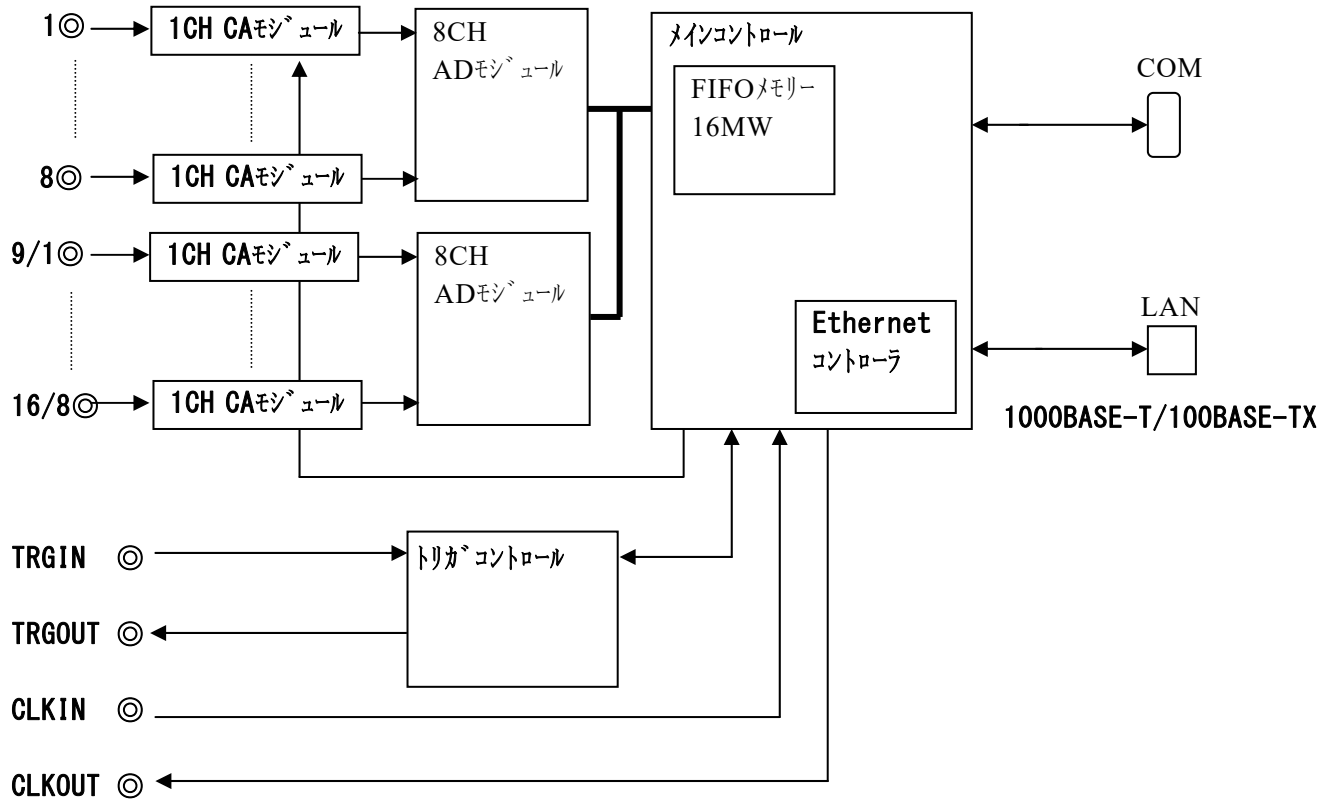 1◎
1CH CAﾓｼﾞｭｰﾙ
8CH
ADﾓｼﾞｭｰﾙ
ﾒｲﾝｺﾝﾄﾛｰﾙ
FIFOﾒﾓﾘｰ
16MW
COM
8◎
1CH CAﾓｼﾞｭｰﾙ
9/1◎
1CH CAﾓｼﾞｭｰﾙ
8CH
ADﾓｼﾞｭｰﾙ
Ethernet
ｺﾝﾄﾛｰﾗ
LAN
16/8◎
1CH CAﾓｼﾞｭｰﾙ
1000BASE-T/100BASE-TX
TRGIN ◎
ﾄﾘｶﾞｺﾝﾄﾛｰﾙ
TRGOUT ◎
CLKIN ◎
CLKOUT ◎